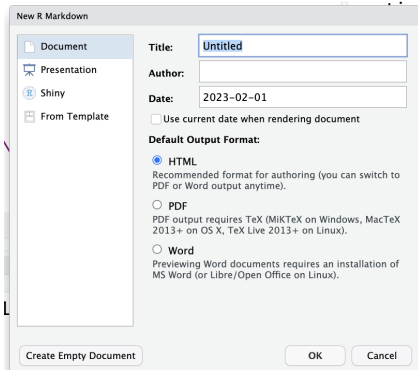 New R Markdown
Document
Presentation
Shiny
From Template
Title:
Untitled
Author:
Date:
2023-02-01
Use current date when rendering document
Default Output Format:
HTML
Recommended format for authoring (you can switch to
PDF or Word output anytime).
PDF
PDF output requires TeX (MiKTeX on Windows, MacTeX
2013+ on OS X, TeX Live 2013+ on Linux).
Word
Previewing Word documents requires an installation of
MS Word (or Libre/Open Office on Linux).
Create Empty Document
OK
Cancel